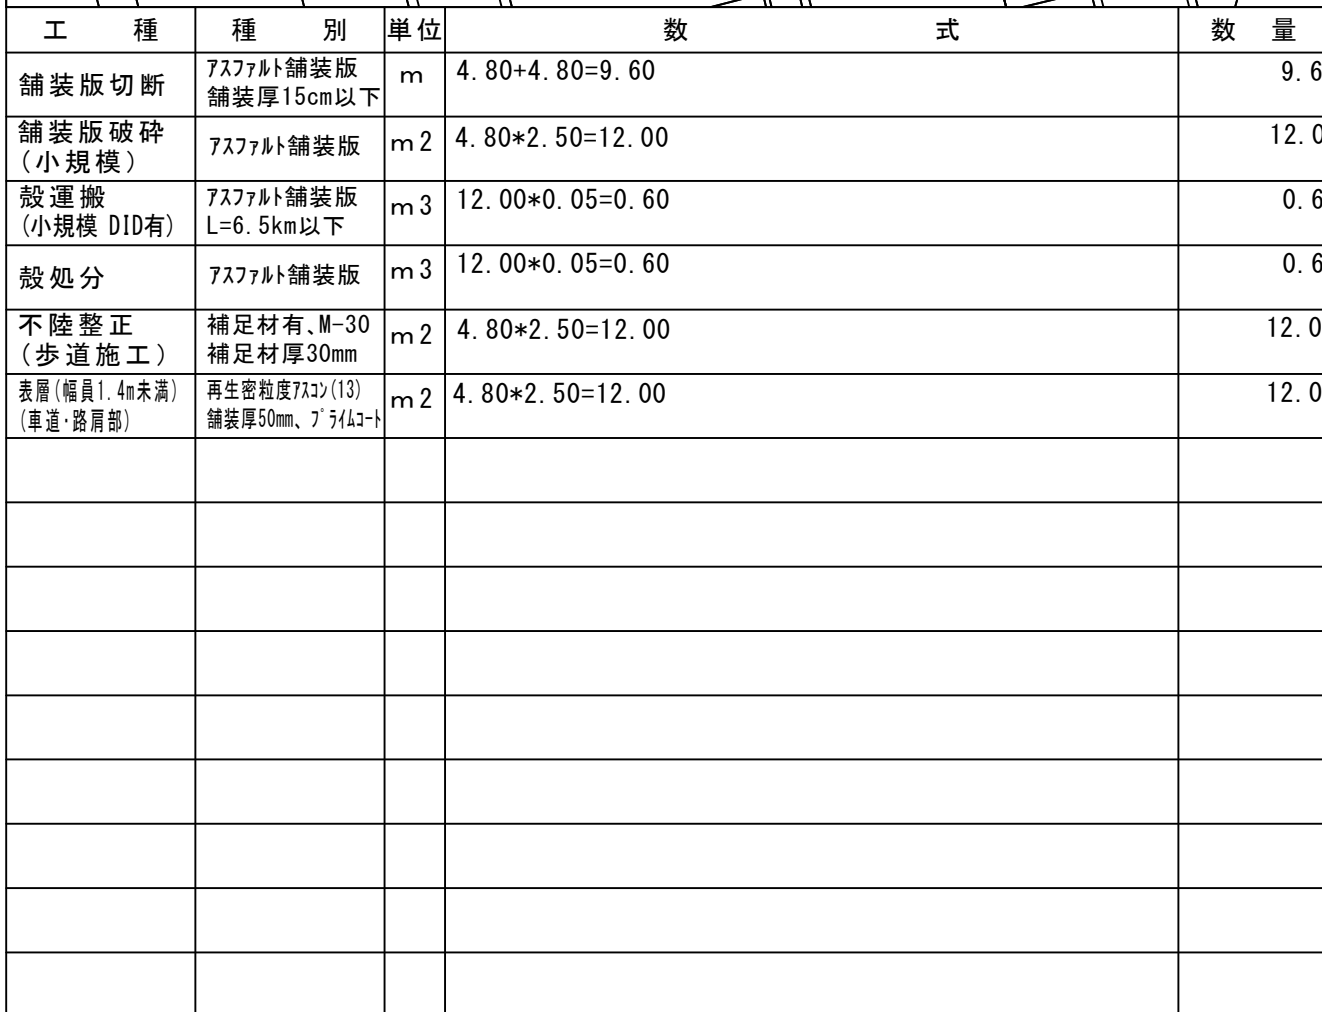 工種 種別 単位 数式 数量
舗装版切断 ｱｽﾌｧﾙﾄ舗装版 m 4.80+4.80=9.60 9.6
舗装厚15cm以下
舗装版破砕 ｱｽﾌｧﾙﾄ舗装版 m2 4.80*2.50=12.00 12.0
(小規模)
殻運搬 ｱｽﾌｧﾙﾄ舗装版 m3 12.00*0.05=0.60 0.6
(小規模 DID有) L=6.5km以下
殻処分 ｱｽﾌｧﾙﾄ舗装版 m3 12.00*0.05=0.60 0.6
不陸整正 補足材有、M-30 m2 4.80*2.50=12.00 12.0
(歩道施工) 補足材厚30mm
表層(幅員1.4m未満) 再生密粒度ｱｽｺﾝ(13) m2 4.80*2.50=12.00 12.0
(車道・路肩部) 舗装厚50mm、ﾌﾟﾗｲﾑｺｰﾄ